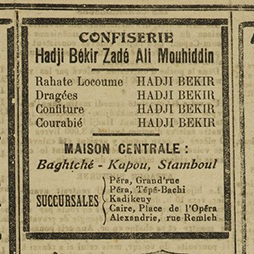 CONFISERIE
Hadji Békir Zadé Ali Mouhiddin
Rahate Locoume HADJI BEKIR
Dragées HADJI BEKIR
Confiture HADJI BEKIR
Courabié HADJI BEKIR
MAISON CENTRALE :
Baghtché - Kapou, Stamboul
SUCCURSALES
Péra, Grand'rue
Péra, Tépé-Bachi
Kadikeuy
Caire, Place de l'Opéra
Alexandrie, rue Remleh